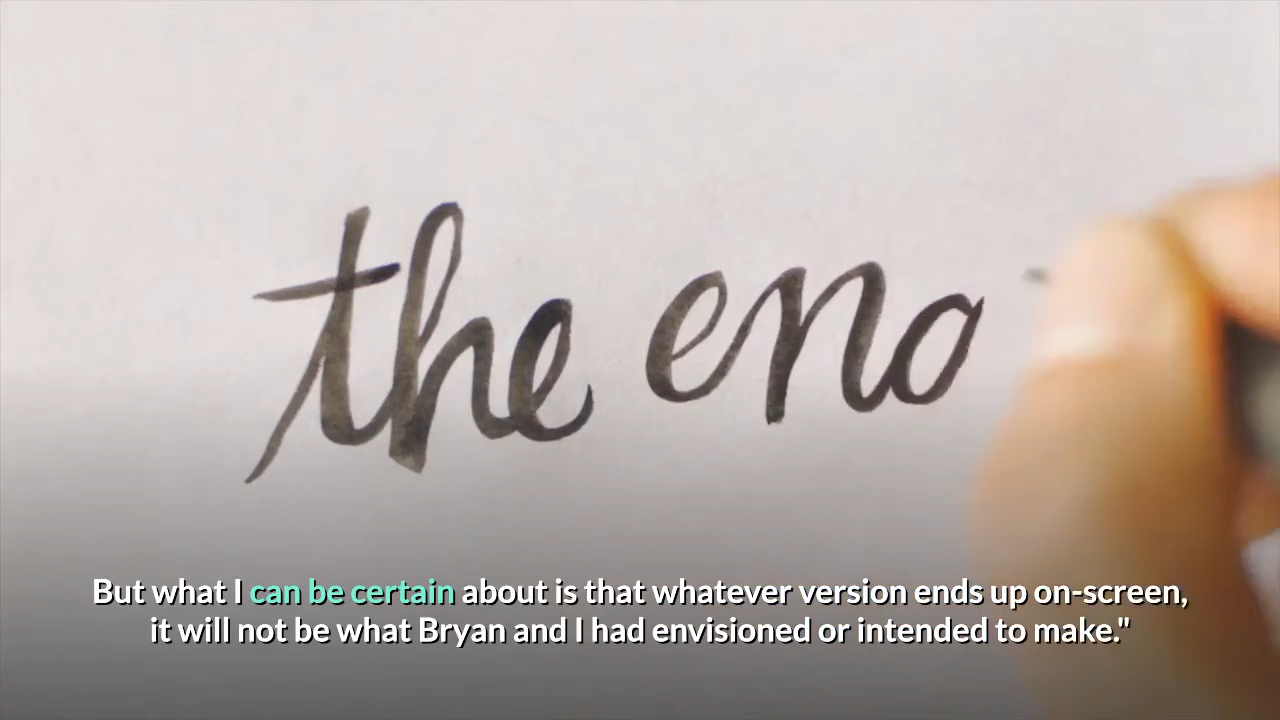 the eno
But what I can be certain about is that whatever version ends up on-screen,
it will not be what Bryan and I had envisioned or intended to make."